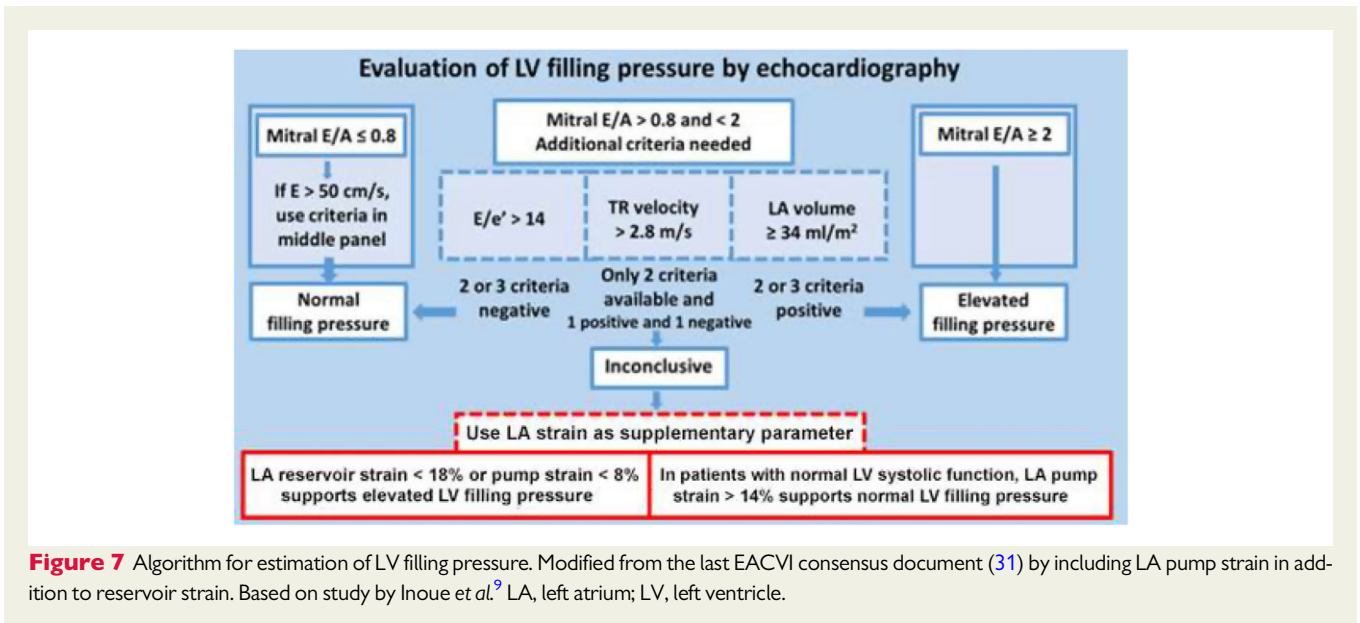 Evaluation of LV filling pressure by echocardiography
Mitral E/A ≤ 0.8
If E > 50 cm/s,
use criteria in
middle panel
Normal
filling pressure
Mitral E/A > 0.8 and < 2
Additional criteria needed
E/e' > 14
TR velocity
> 2.8 m/s
LA volume
≥ 34 ml/m²
2 or 3 criteria
negative
Only 2 criteria
available and
1 positive and 1 negative
2 or 3 criteria
positive
Mitral E/A ≥ 2
Elevated
filling pressure
Inconclusive
Use LA strain as supplementary parameter
LA reservoir strain < 18% or pump strain < 8%
supports elevated LV filling pressure
In patients with normal LV systolic function, LA pump
strain > 14% supports normal LV filling pressure
Figure 7 Algorithm for estimation of LV filling pressure. Modified from the last EACVI consensus document (31) by including LA pump strain in add-
ition to reservoir strain. Based on study by Inoue et al.⁹ LA, left atrium; LV, left ventricle.